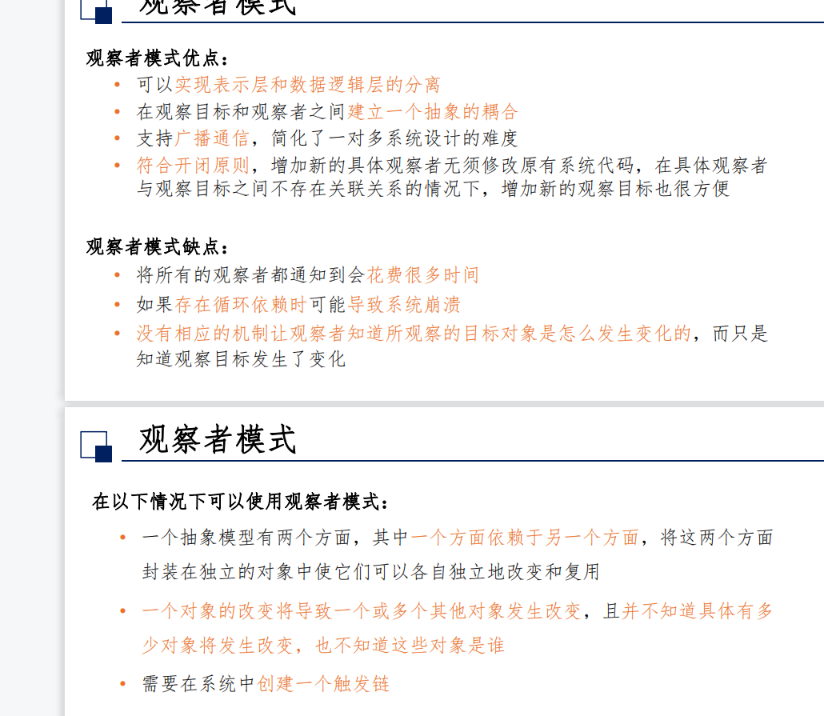 观察者模式
观察者模式优点：
• 可以实现表示层和数据逻辑层的分离
• 在观察目标和观察者之间建立一个抽象的耦合
• 支持广播通信，简化了一对多系统设计的难度
• 符合开闭原则，增加新的具体观察者无须修改原有系统代码，在具体观察者
与观察目标之间不存在关联关系的情况下，增加新的观察目标也很方便
观察者模式缺点：
• 将所有的观察者都通知到会花费很多时间
• 如果存在循环依赖时可能导致系统崩溃
• 没有相应的机制让观察者知道所观察的目标对象是怎么发生变化的，而只是
知道观察目标发生了变化
观察者模式
在以下情况下可以使用观察者模式：
• 一个抽象模型有两个方面，其中一个方面依赖于另一个方面，将这两个方面
封装在独立的对象中使它们可以各自独立地改变和复用
• 一个对象的改变将导致一个或多个其他对象发生改变，且并不知道具体有多
少对象将发生改变，也不知道这些对象是谁
• 需要在系统中创建一个触发链